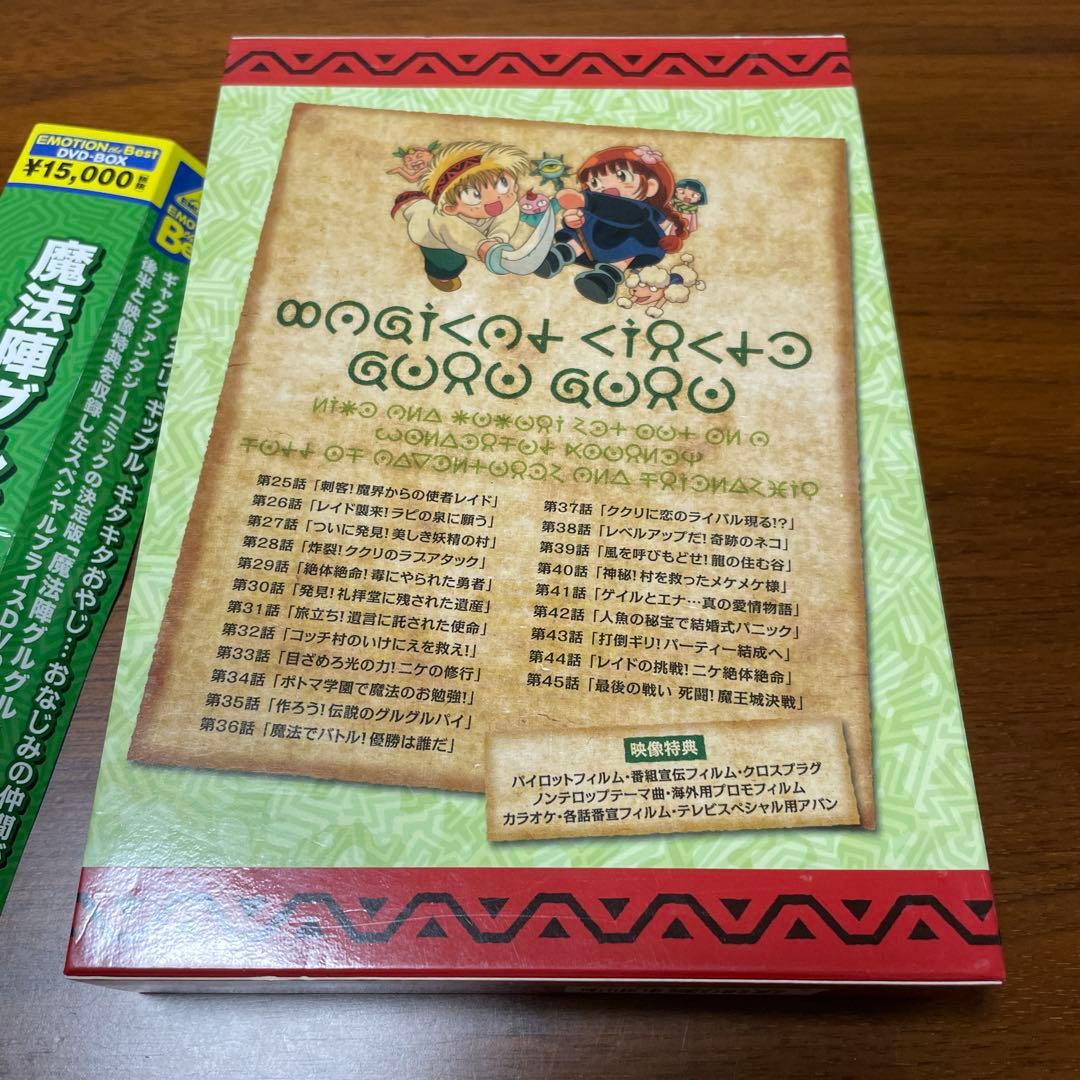 EMOTION the Best
DVD-BOX
¥15,000 税抜
魔法陣グル
ギップル、キタキタおやじ…おなじみの仲間
ギャグファンタジーコミックの決定版「魔法陣グルグル
後半と映像特典を収録したスペシャルプライスDVD
第25話「刺客!魔界からの使者レイド」
第26話「レイド襲来!ラビの泉に願う」
第27話「ついに発見!美しき妖精の村」
第28話「炸裂!ククリのラブアタック」
第29話「絶体絶命!毒にやられた勇者」
第30話「発見!礼拝堂に残された遺産」
第31話「旅立ち!遺言に託された使命」
第32話「コッチ村のいけにえを救え!」
第33話「目ざめろ光の力!ニケの修行」
第34話「ポトマ学園で魔法のお勉強!」
第35話「作ろう!伝説のグルグルパイ」
第36話「魔法でバトル!優勝は誰だ」
第37話「ククリに恋のライバル現る!?」
第38話「レベルアップだ!奇跡のネコ」
第39話「風を呼びもどせ!龍の住む谷」
第40話「神秘!村を救ったメケメケ様」
第41話「ゲイルとエナ…真の愛情物語」
第42話「人魚の秘宝で結婚式パニック」
第43話「打倒ギリ!パーティー結成へ」
第44話「レイドの挑戦!ニケ絶体絶命」
第45話「最後の戦い 死闘!魔王城決戦」
映像特典
パイロットフィルム・番組宣伝フィルム・クロスプラグ
ノンテロップテーマ曲・海外用プロモフィルム
カラオケ・各話番宣フィルム・テレビスペシャル用アバン